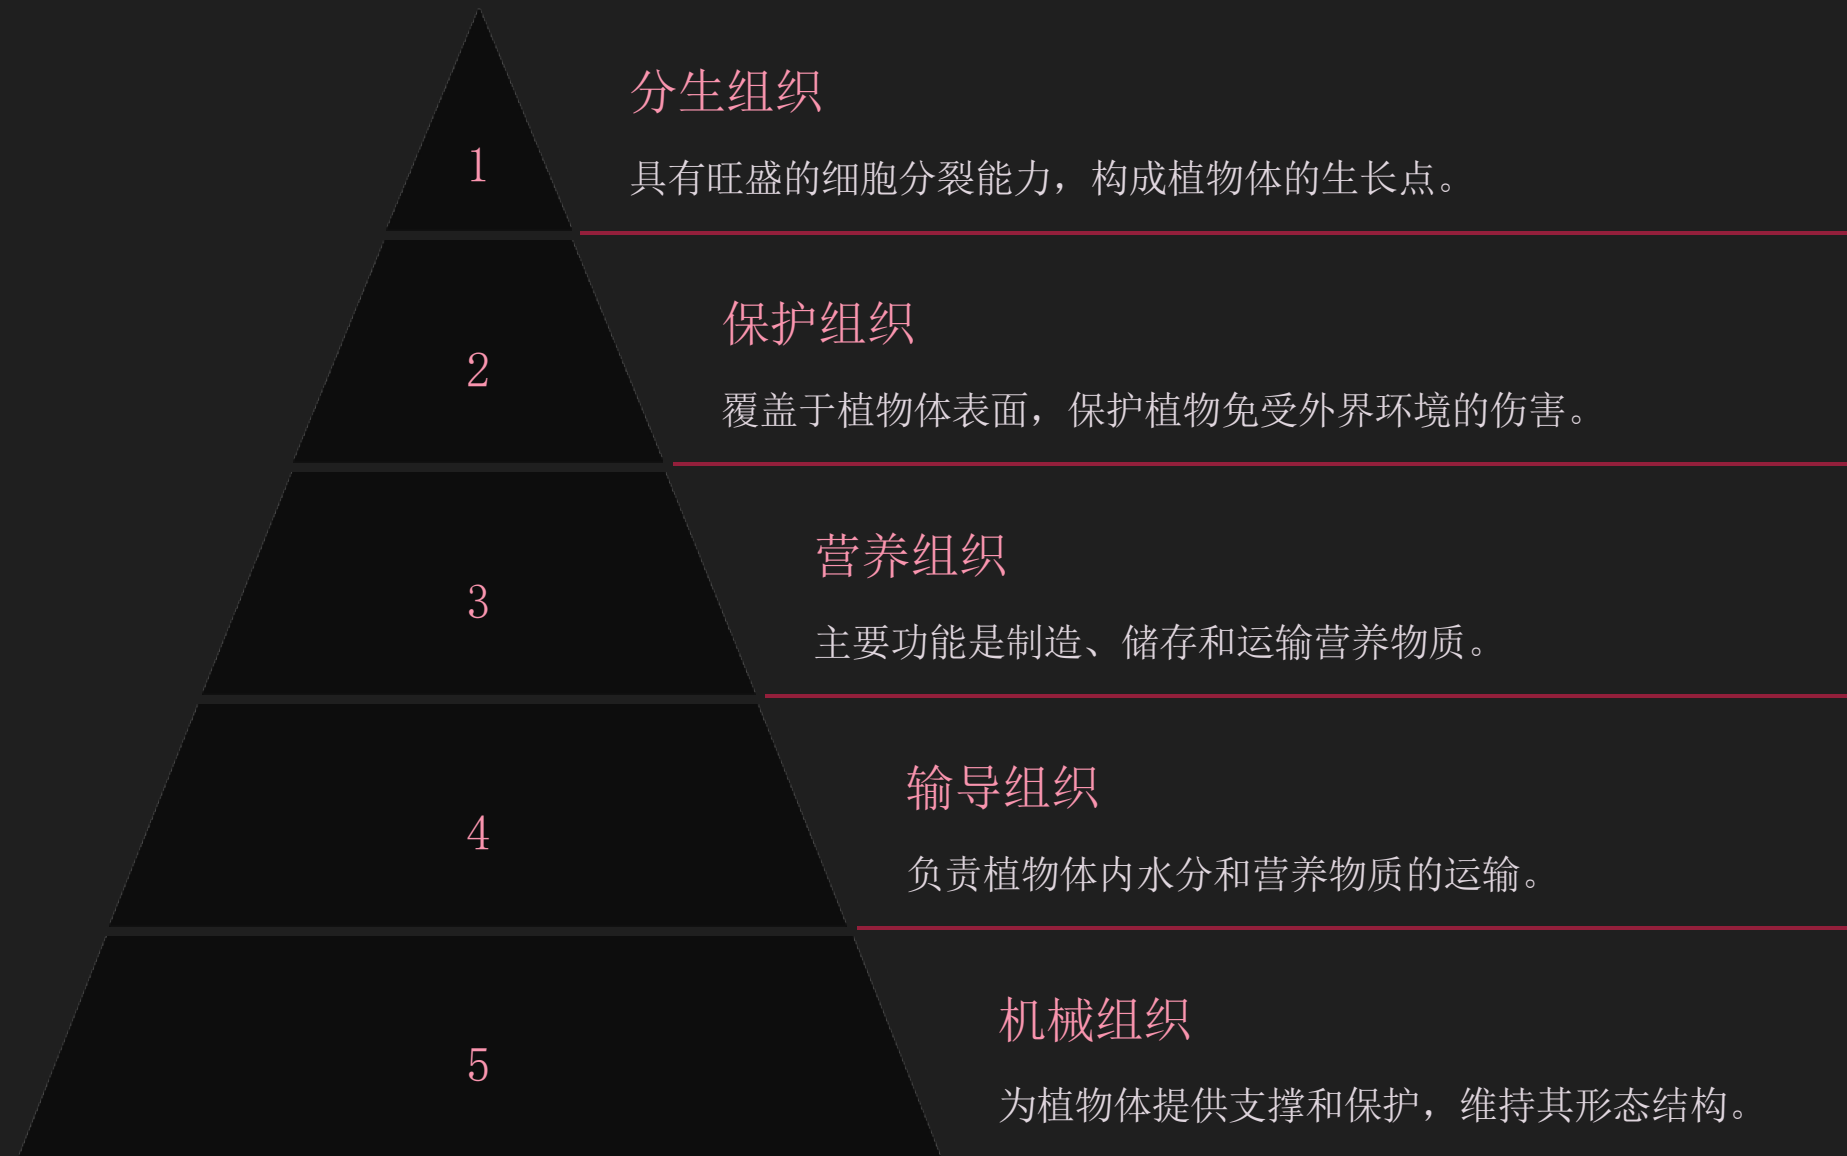 1
分生组织
具有旺盛的细胞分裂能力，构成植物体的生长点。
2
保护组织
覆盖于植物体表面，保护植物免受外界环境的伤害。
3
营养组织
主要功能是制造、储存和运输营养物质。
4
输导组织
负责植物体内水分和营养物质的运输。
5
机械组织
为植物体提供支撑和保护，维持其形态结构。